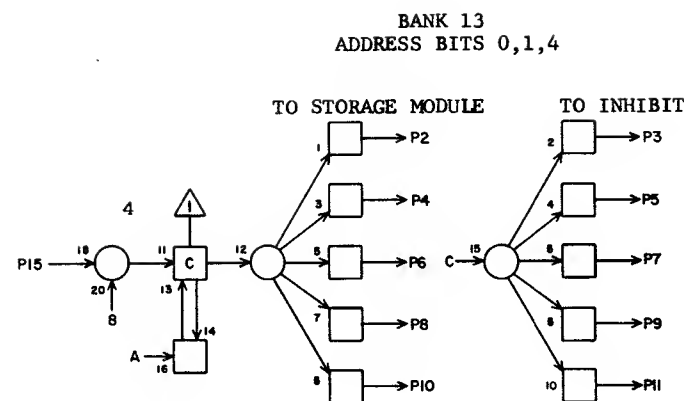 BANK 13
ADDRESS BITS 0,1,4
TO STORAGE MODULE TO INHIBIT
1 P2 2 P3
4 1 3 P4 4 P5
P15 18 11 C 12 5 P6 C 15 6 P7
20 13
8 14 7 P8 8 P9
A 16
8 P10 10 P11